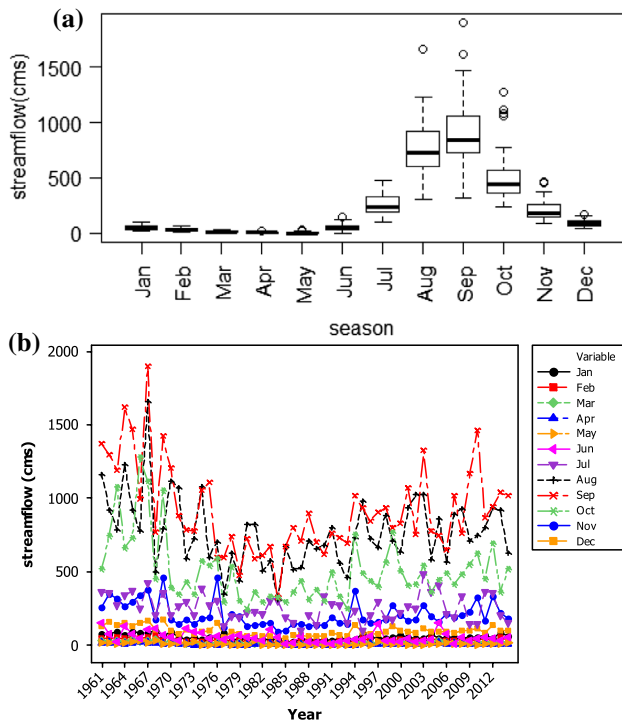 (a)
streamflow(cms)
1500
1000
500
0
Jan
Feb
Mar
Apr
May
Jun
Jul
Aug
Sep
Oct
Nov
Dec
season
(b)
streamflow (cms)
2000
1500
1000
500
0
1961
1964
1967
1970
1973
1976
1979
1982
1985
1988
1991
1994
1997
2000
2003
2006
2009
2012
Year
Variable
Jan
Feb
Mar
Apr
May
Jun
Jul
Aug
Sep
Oct
Nov
Dec